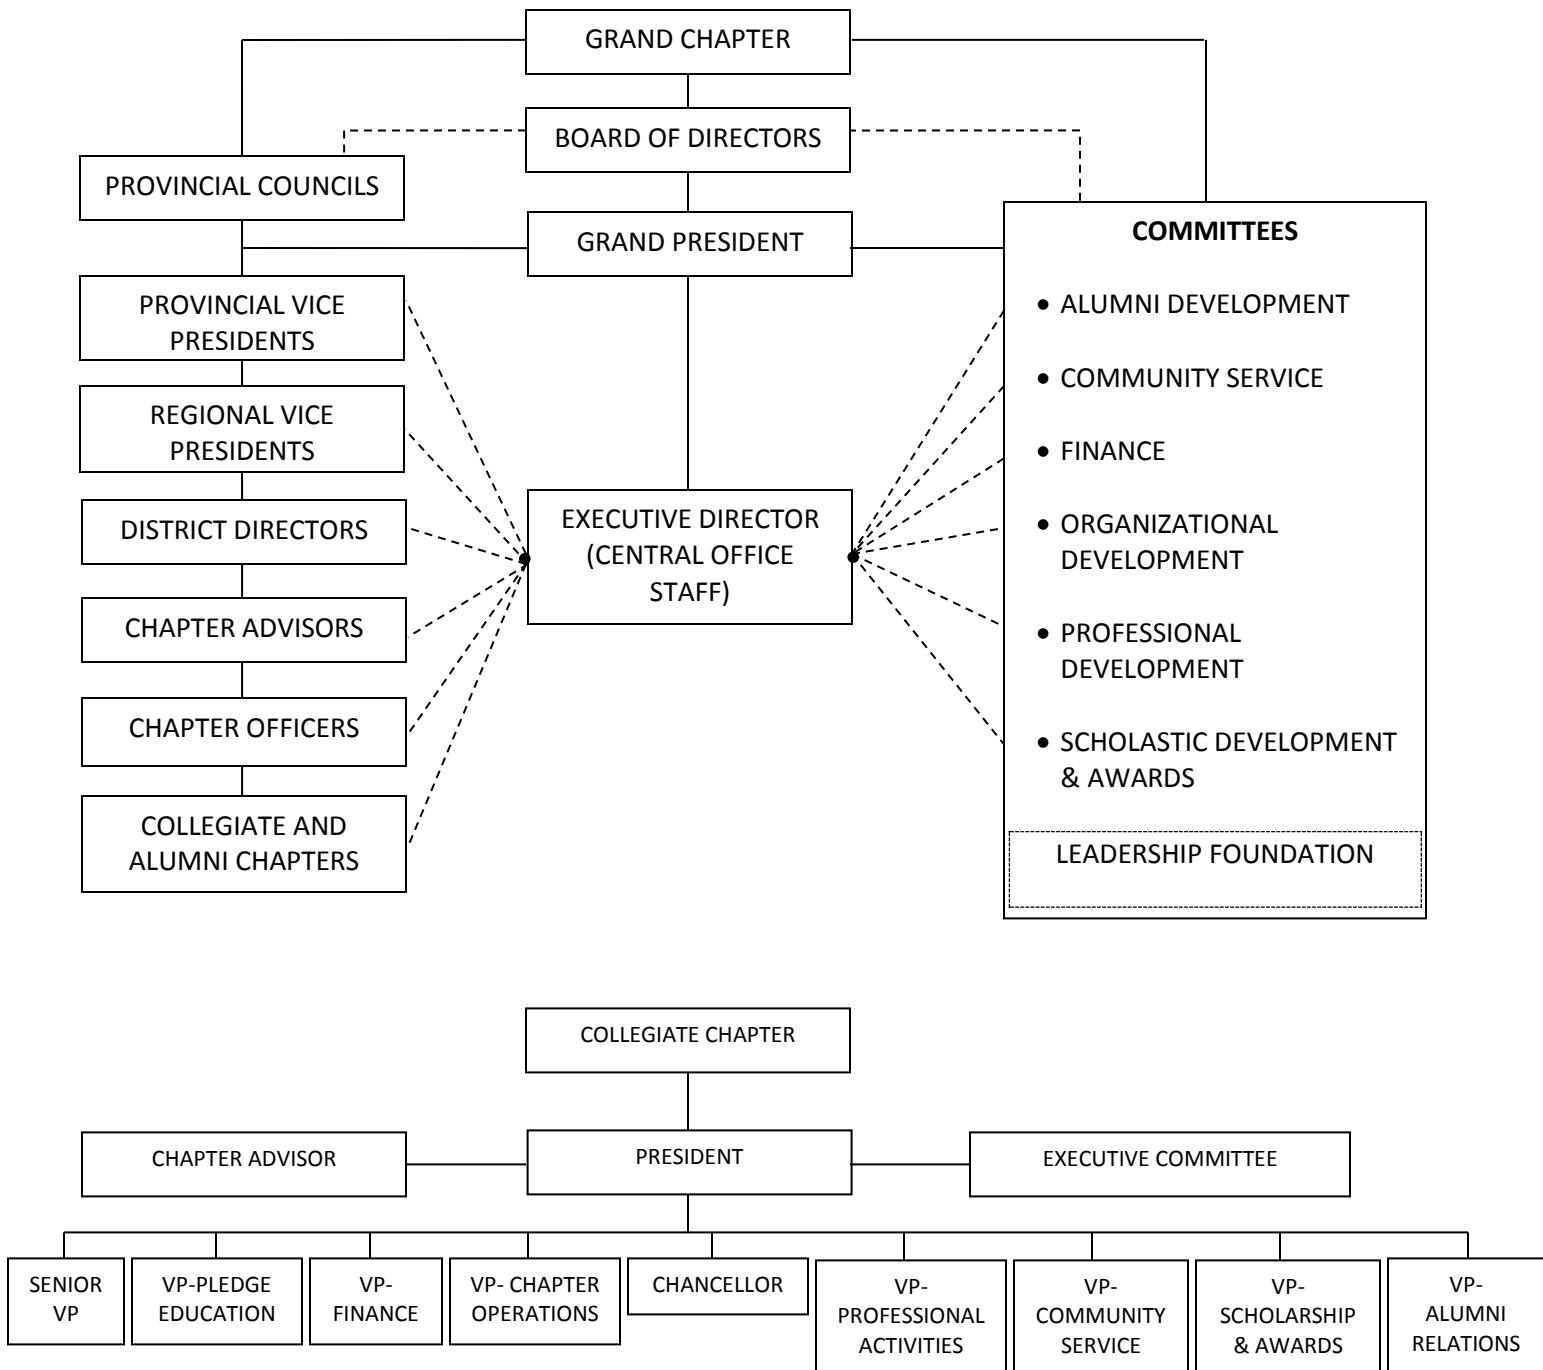 GRAND CHAPTER
BOARD OF DIRECTORS
PROVINCIAL COUNCILS
GRAND PRESIDENT
PROVINCIAL VICE
PRESIDENTS
REGIONAL VICE
PRESIDENTS
DISTRICT DIRECTORS
CHAPTER ADVISORS
CHAPTER OFFICERS
COLLEGIATE AND
ALUMNI CHAPTERS
EXECUTIVE DIRECTOR
(CENTRAL OFFICE
STAFF)
COMMITTEES
• ALUMNI DEVELOPMENT
• COMMUNITY SERVICE
• FINANCE
• ORGANIZATIONAL
DEVELOPMENT
• PROFESSIONAL
DEVELOPMENT
• SCHOLASTIC DEVELOPMENT
& AWARDS
LEADERSHIP FOUNDATION
COLLEGIATE CHAPTER
CHAPTER ADVISOR
PRESIDENT
EXECUTIVE COMMITTEE
SENIOR
VP
VP-PLEDGE
EDUCATION
VP-
FINANCE
VP- CHAPTER
OPERATIONS
CHANCELLOR
VP-
PROFESSIONAL
ACTIVITIES
VP-
COMMUNITY
SERVICE
VP-
SCHOLARSHIP
& AWARDS
VP-
ALUMNI
RELATIONS